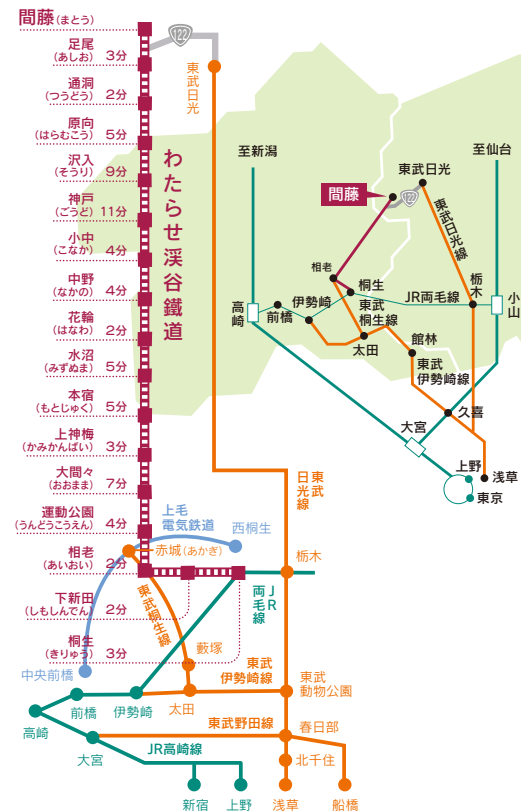 間藤(まとう)
足尾
(あしお) 3分
通洞
(つうどう) 2分
原向
(はらむこう) 5分
沢入
(そうり) 9分
神戸
(ごうど) 11分
小中
(こなか) 4分
中野
(なかの) 4分
花輪
(はなわ) 2分
水沼
(みずぬま) 5分
本宿
(もとじゅく) 5分
上神梅
(かみかんばい) 3分
大間々
(おおまま) 7分
運動公園
(うんどうこうえん) 4分
相老
(あいおい) 2分
下新田
(しもしんでん) 2分
桐生
(きりゅう) 3分
わたらせ渓谷鐵道
122
東武日光
東武
日光線
上毛
電気鉄道
西桐生
赤城(あかぎ)
中央前橋
東武桐生線
JR
両毛線
栃木
藪塚
東武
伊勢崎線
太田
伊勢崎
前橋
高崎
大宮
東武
動物公園
東武野田線
春日部
JR高崎線
北千住
新宿
上野
浅草
船橋
至新潟
至仙台
東武日光
間藤
122
東武日光線
相老
桐生
JR両毛線
栃木
小山
高崎
前橋
伊勢崎
東武
桐生線
太田
館林
東武
伊勢崎線
久喜
大宮
上野
浅草
東京